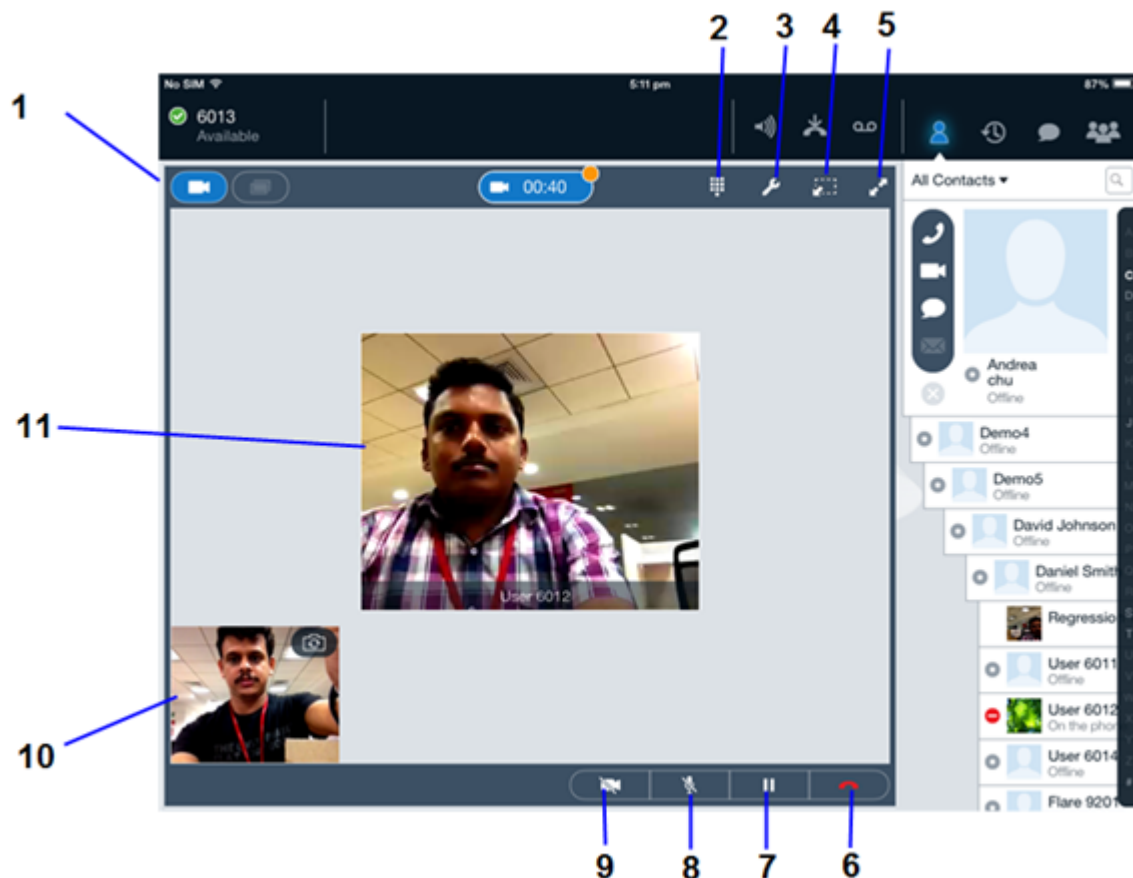 2 3 4 5
1
No SIM 5:11 pm 87%
6013
Available
00:40
All Contacts ▾
Andrea
chu
Offline
Demo4
Offline
Demo5
Offline
David Johnson
Offline
Daniel Smith
Offline
Regressio
User 6011
Offline
User 6012
On the phon
User 6014
Offline
Flare 9201
11
User 6012
10
9 8 7 6